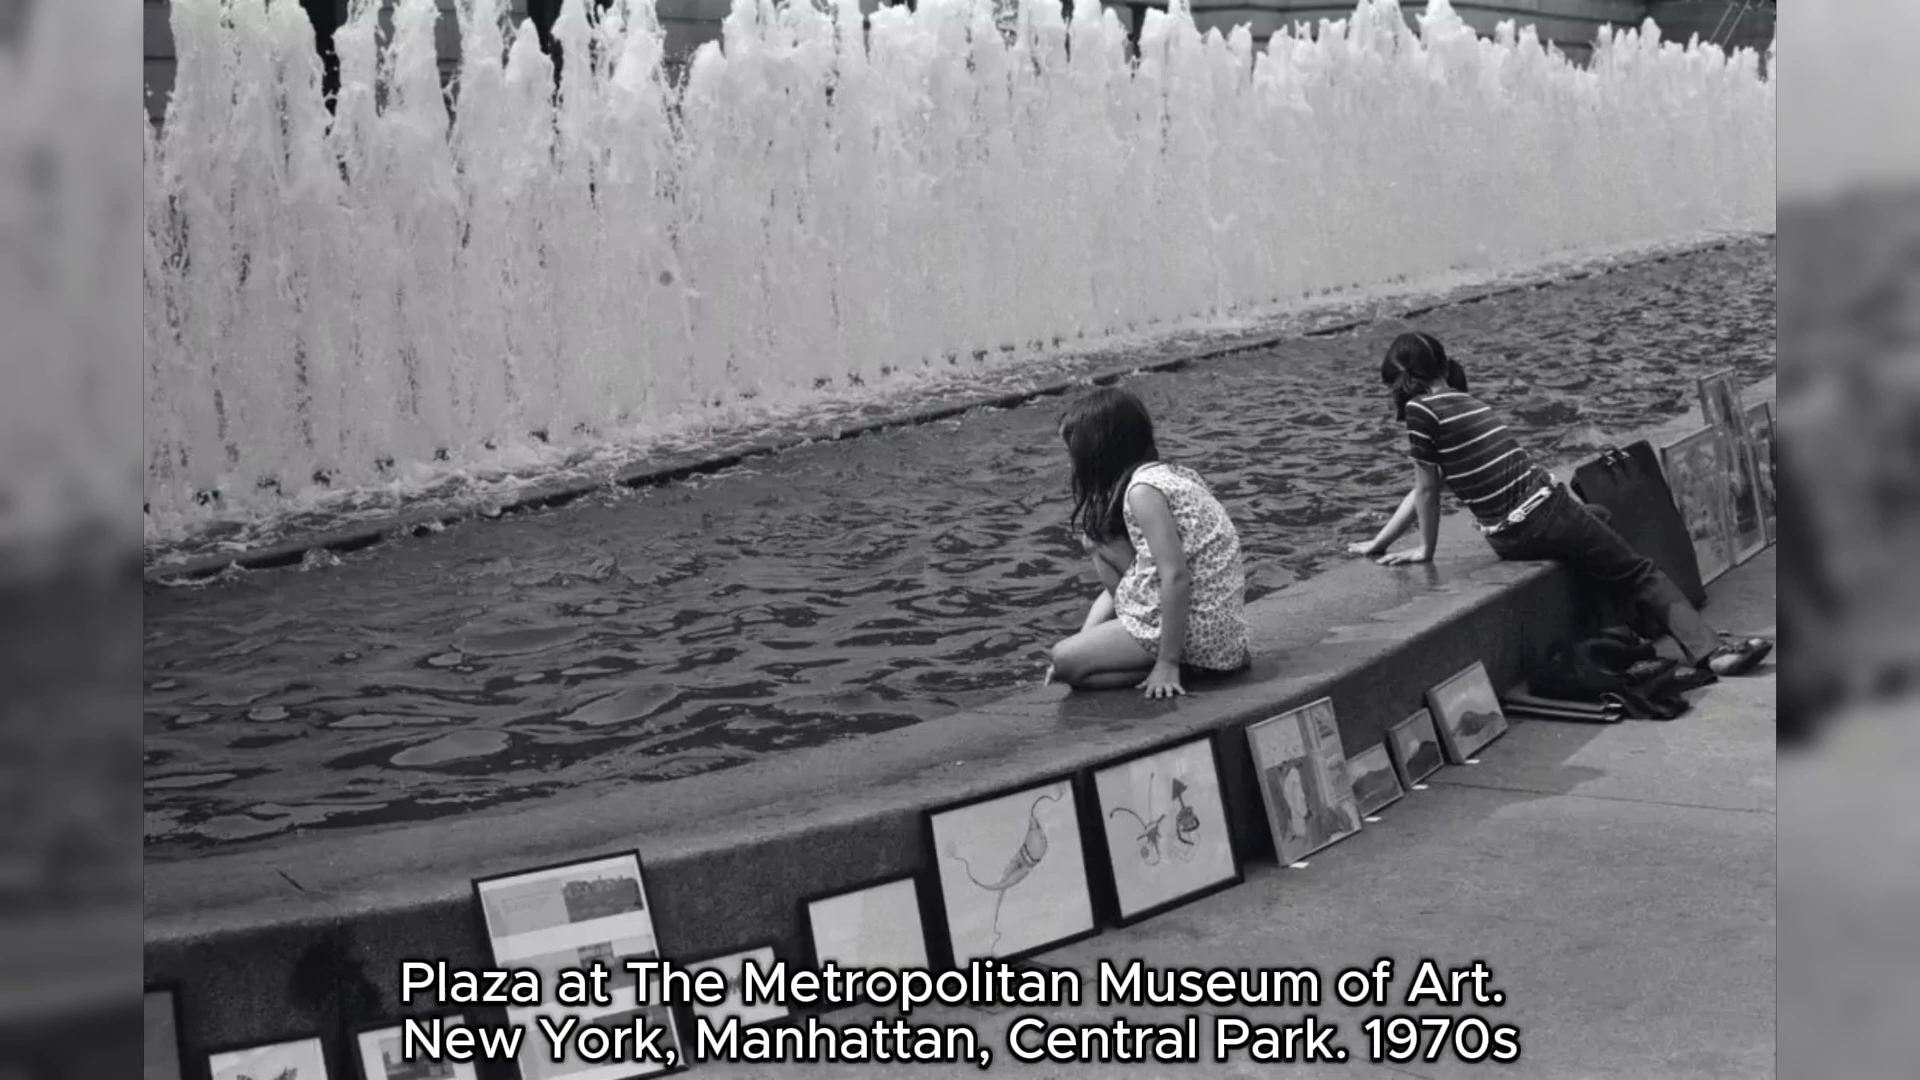 Plaza at The Metropolitan Museum of Art.
New York, Manhattan, Central Park. 1970s